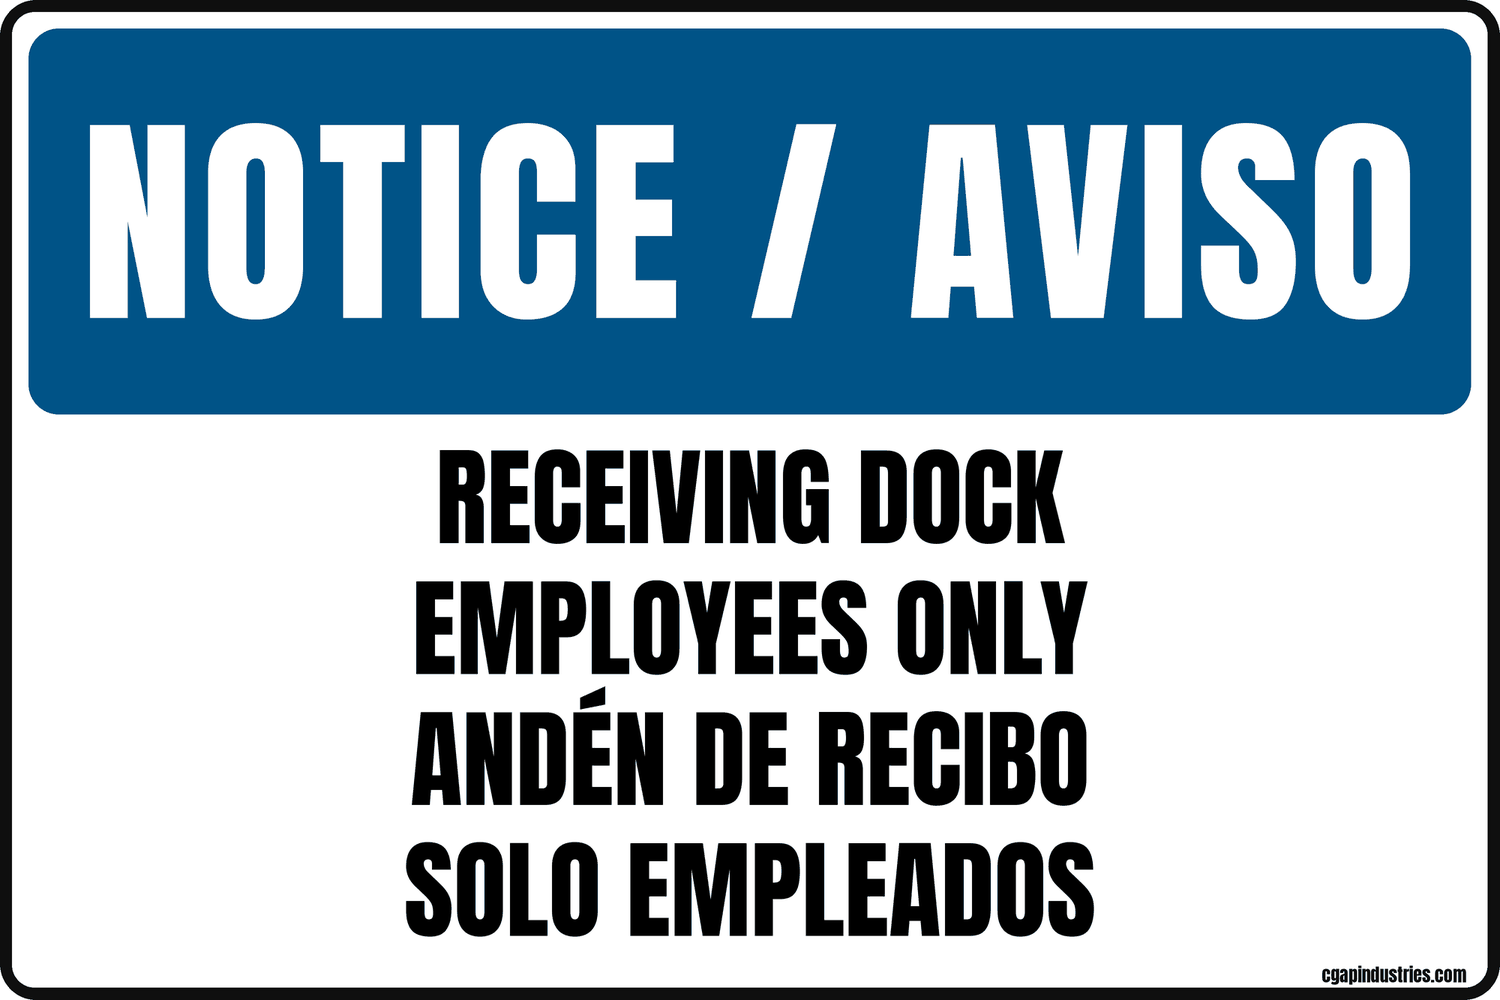 NOTICE / AVISO
RECEIVING DOCK
EMPLOYEES ONLY
ANDÉN DE RECIBO
SOLO EMPLEADOS
cgapindustries.com